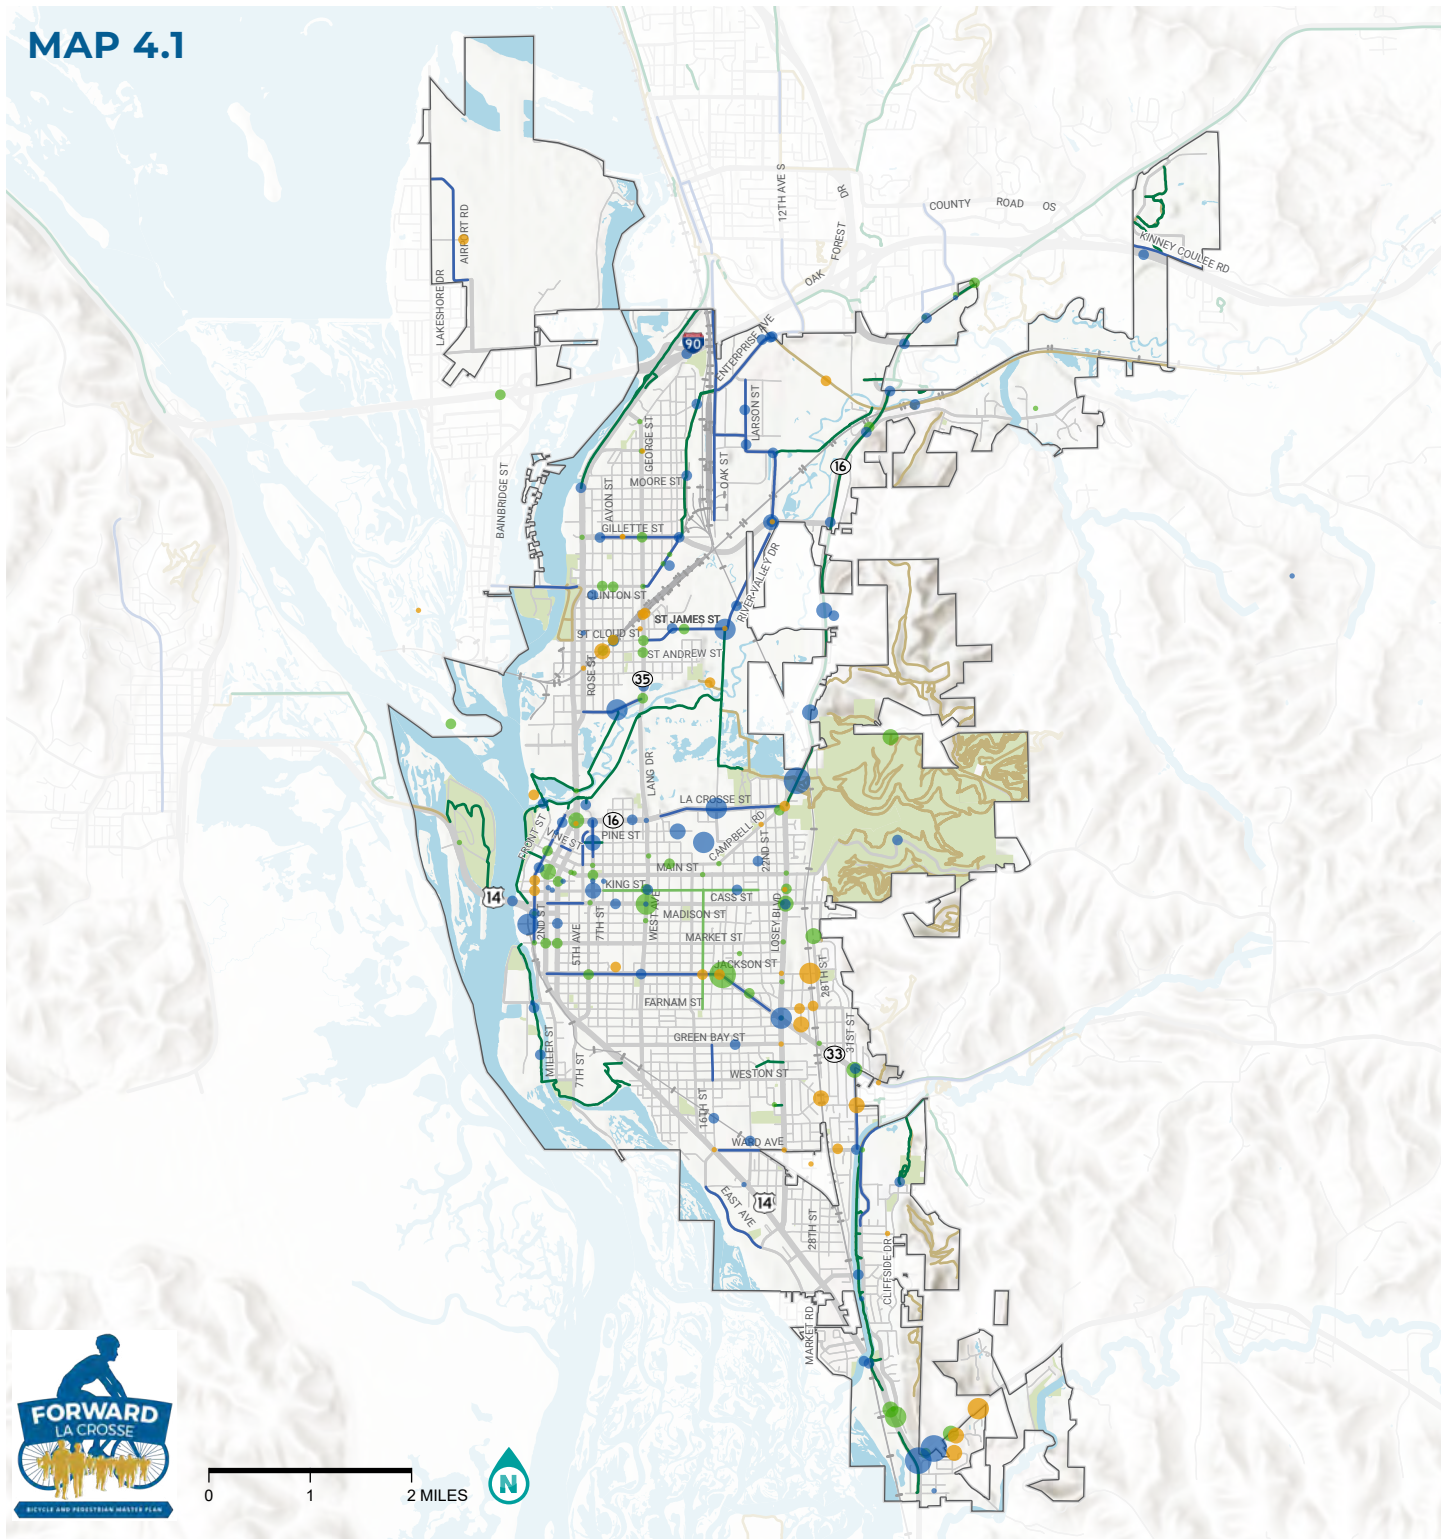 MAP 4.1
12TH AVE S
DR
COUNTY ROAD OS
FOREST
OAK
KINNEY COULEE RD
AIRPORT RD
LAKESHORE DR
90
ENTERPRISE AVE
LARSON ST
GEORGE ST
16
OAK ST
MOORE ST
AVON ST
BAINBRIDGE ST
GILLETTE ST
RIVER VALLEY DR
CLINTON ST
ST JAMES ST
ST CLOUD ST
ST ANDREW ST
ROSE ST
35
LANG DR
LA CROSSE ST
16
PINE ST
CAMPBELL RD
FRONT ST
VINE ST
22ND ST
MAIN ST
KING ST
14
CASS ST
WEST AVE
LOSEY BLVD
MADISON ST
2ND ST
7TH ST
5TH AVE
MARKET ST
JACKSON ST
28TH ST
FARNAM ST
31ST ST
GREEN BAY ST
33
MILLER ST
7TH ST
WESTON ST
16TH ST
WARD AVE
EAST AVE
14
28TH ST
CLIFFSIDE DR
MARKET RD
FORWARD
LA CROSSE
BICYCLE AND PEDESTRIAN MASTER PLAN
0 1 2 MILES
N